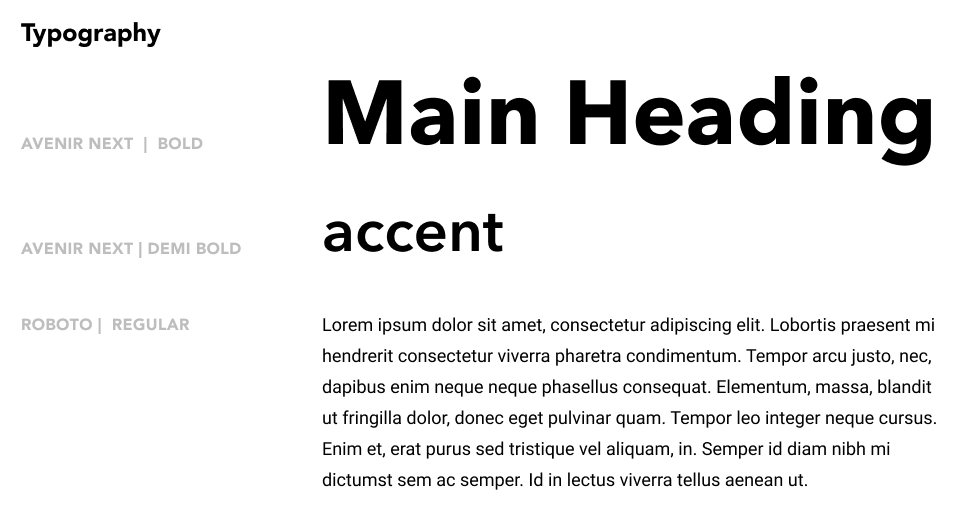 Typography
Main Heading
AVENIR NEXT | BOLD
accent
AVENIR NEXT | DEMI BOLD
ROBOTO | REGULAR
Lorem ipsum dolor sit amet, consectetur adipiscing elit. Lobortis praesent mi
hendrerit consectetur viverra pharetra condimentum. Tempor arcu justo, nec,
dapibus enim neque neque phasellus consequat. Elementum, massa, blandit
ut fringilla dolor, donec eget pulvinar quam. Tempor leo integer neque cursus.
Enim et, erat purus sed tristique vel aliquam, in. Semper id diam nibh mi
dictumst sem ac semper. Id in lectus viverra tellus aenean ut.